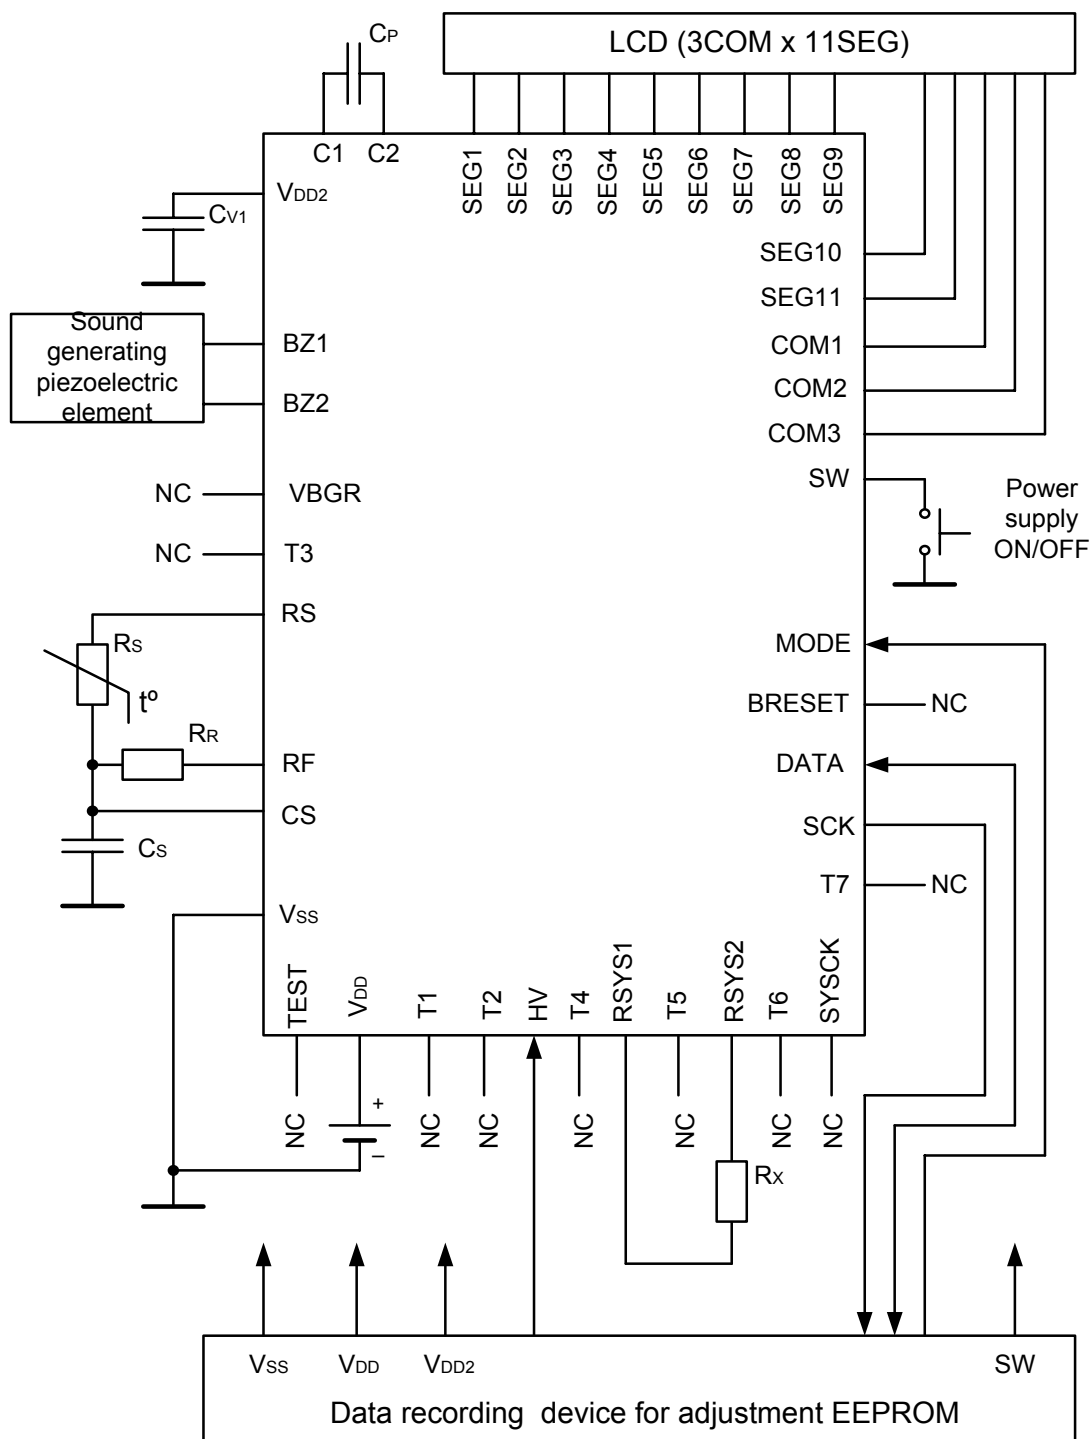 CP
LCD (3COM x 11SEG)
C1
C2
SEG1
SEG2
SEG3
SEG4
SEG5
SEG6
SEG7
SEG8
SEG9
VDD2
CV1
SEG10
SEG11
Sound
generating
piezoelectric
element
BZ1
BZ2
COM1
COM2
COM3
NC
VBGR
SW
Power
supply
ON/OFF
NC
T3
RS
RS
tº
MODE
BRESET
NC
RR
RF
DATA
CS
SCK
CS
T7
NC
VSS
TEST
VDD
T1
T2
HV
T4
RSYS1
T5
RSYS2
T6
SYSCK
NC
+
–
NC
NC
NC
NC
NC
NC
RX
VSS
VDD
VDD2
SW
Data recording device for adjustment EEPROM